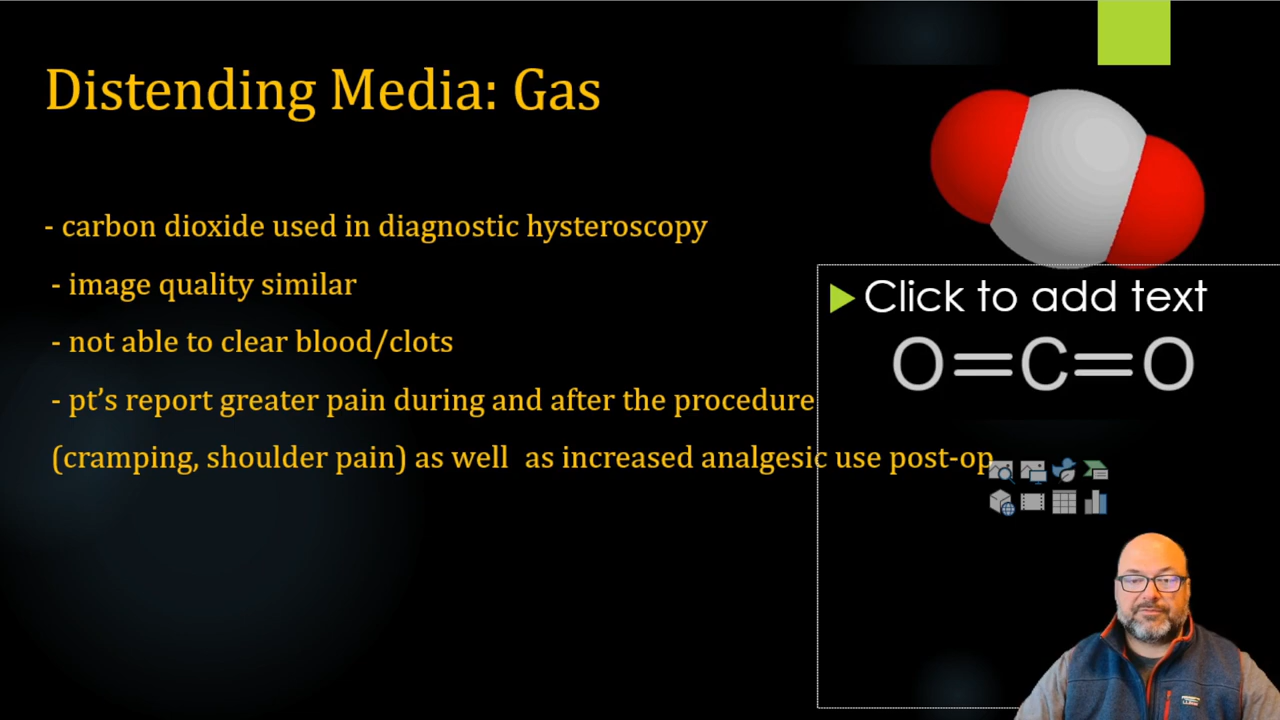 Distending Media: Gas
- carbon dioxide used in diagnostic hysteroscopy
- image quality similar
- not able to clear blood/clots
- pt’s report greater pain during and after the procedure
(cramping, shoulder pain) as well  as increased analgesic use post-op
Click to add text
O=C=O